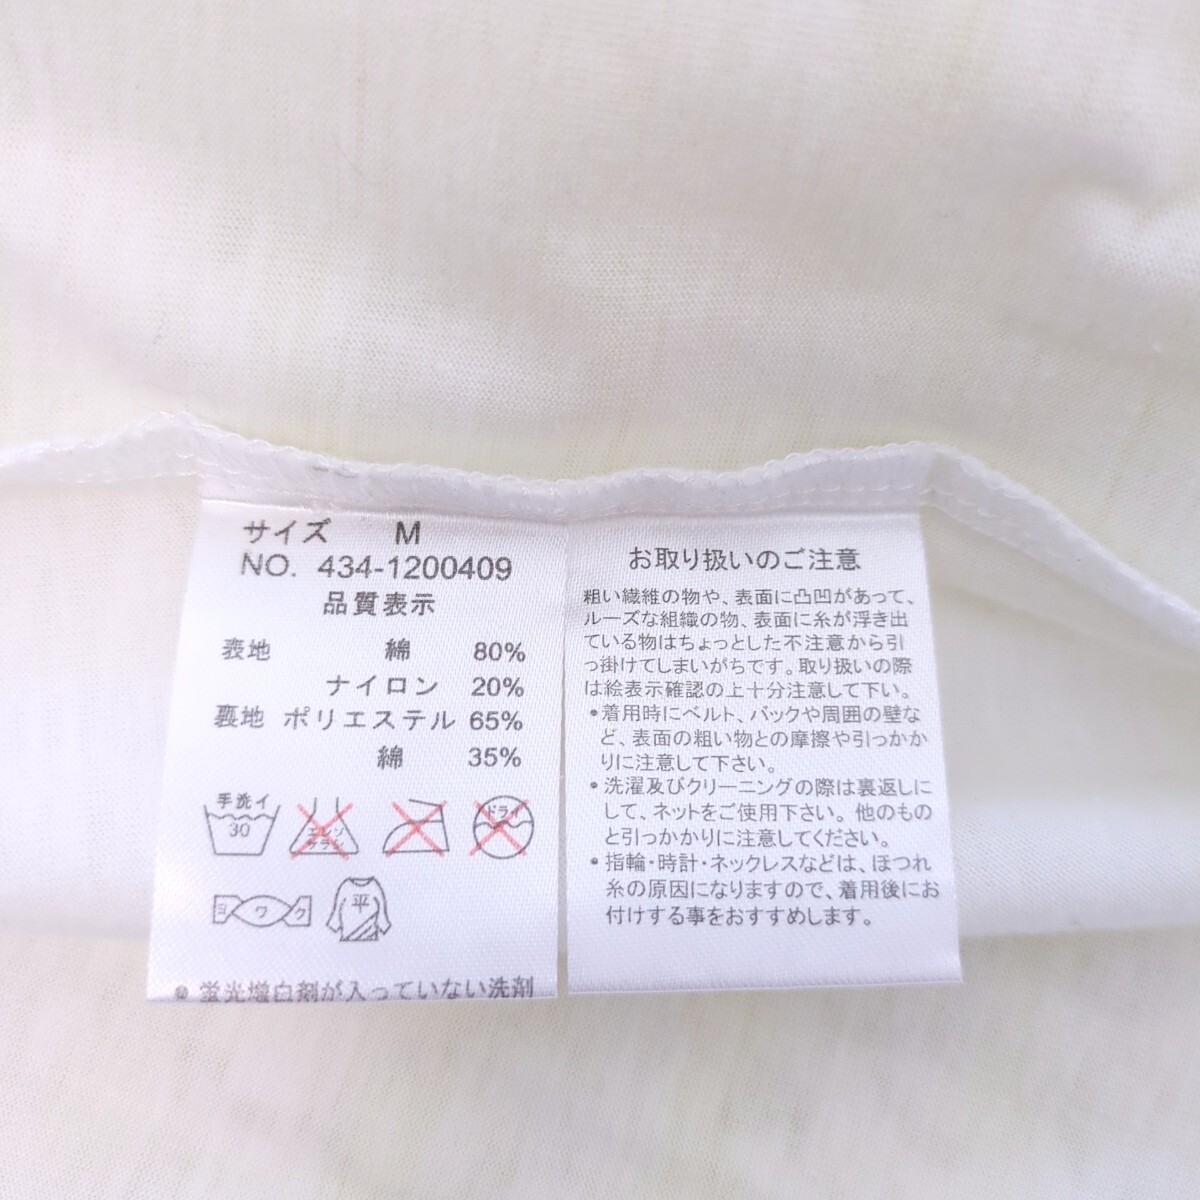 サイズ M
NO. 434-1200409
品質表示
表地 綿 80%
ナイロン 20%
裏地 ポリエステル 65%
綿 35%
手洗イ
30
エンソ
サラシ
ドライ
ヨワク
平
蛍光増白剤が入っていない洗剤
お取り扱いのご注意
粗い繊維の物や、表面に凸凹があって、
ルーズな組織の物、表面に糸が浮き出
ている物はちょっとした不注意から引
っ掛けてしまいがちです。取り扱いの際
は絵表示確認の上十分注意して下い。
•着用時にベルト、バックや周囲の壁な
ど、表面の粗い物との摩擦や引っかか
りに注意して下さい。
•洗濯及びクリーニングの際は裏返しに
して、ネットをご使用下さい。他のもの
と引っかかりに注意してください。
•指輪・時計・ネックレスなどは、ほつれ
糸の原因になりますので、着用後にお
付けする事をおすすめします。